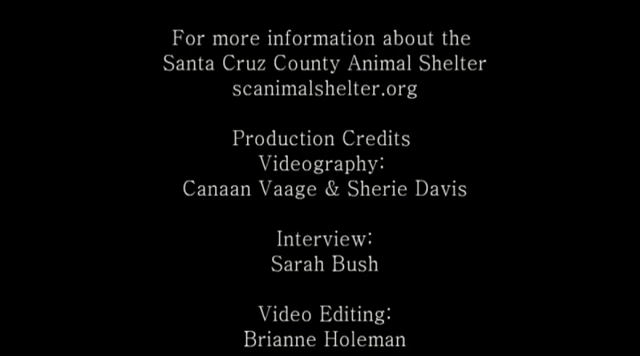 For more information about the
Santa Cruz County Animal Shelter
scanimalshelter.org
Production Credits
Videography:
Canaan Vaage & Sherie Davis
Interview:
Sarah Bush
Video Editing:
Brianne Holeman